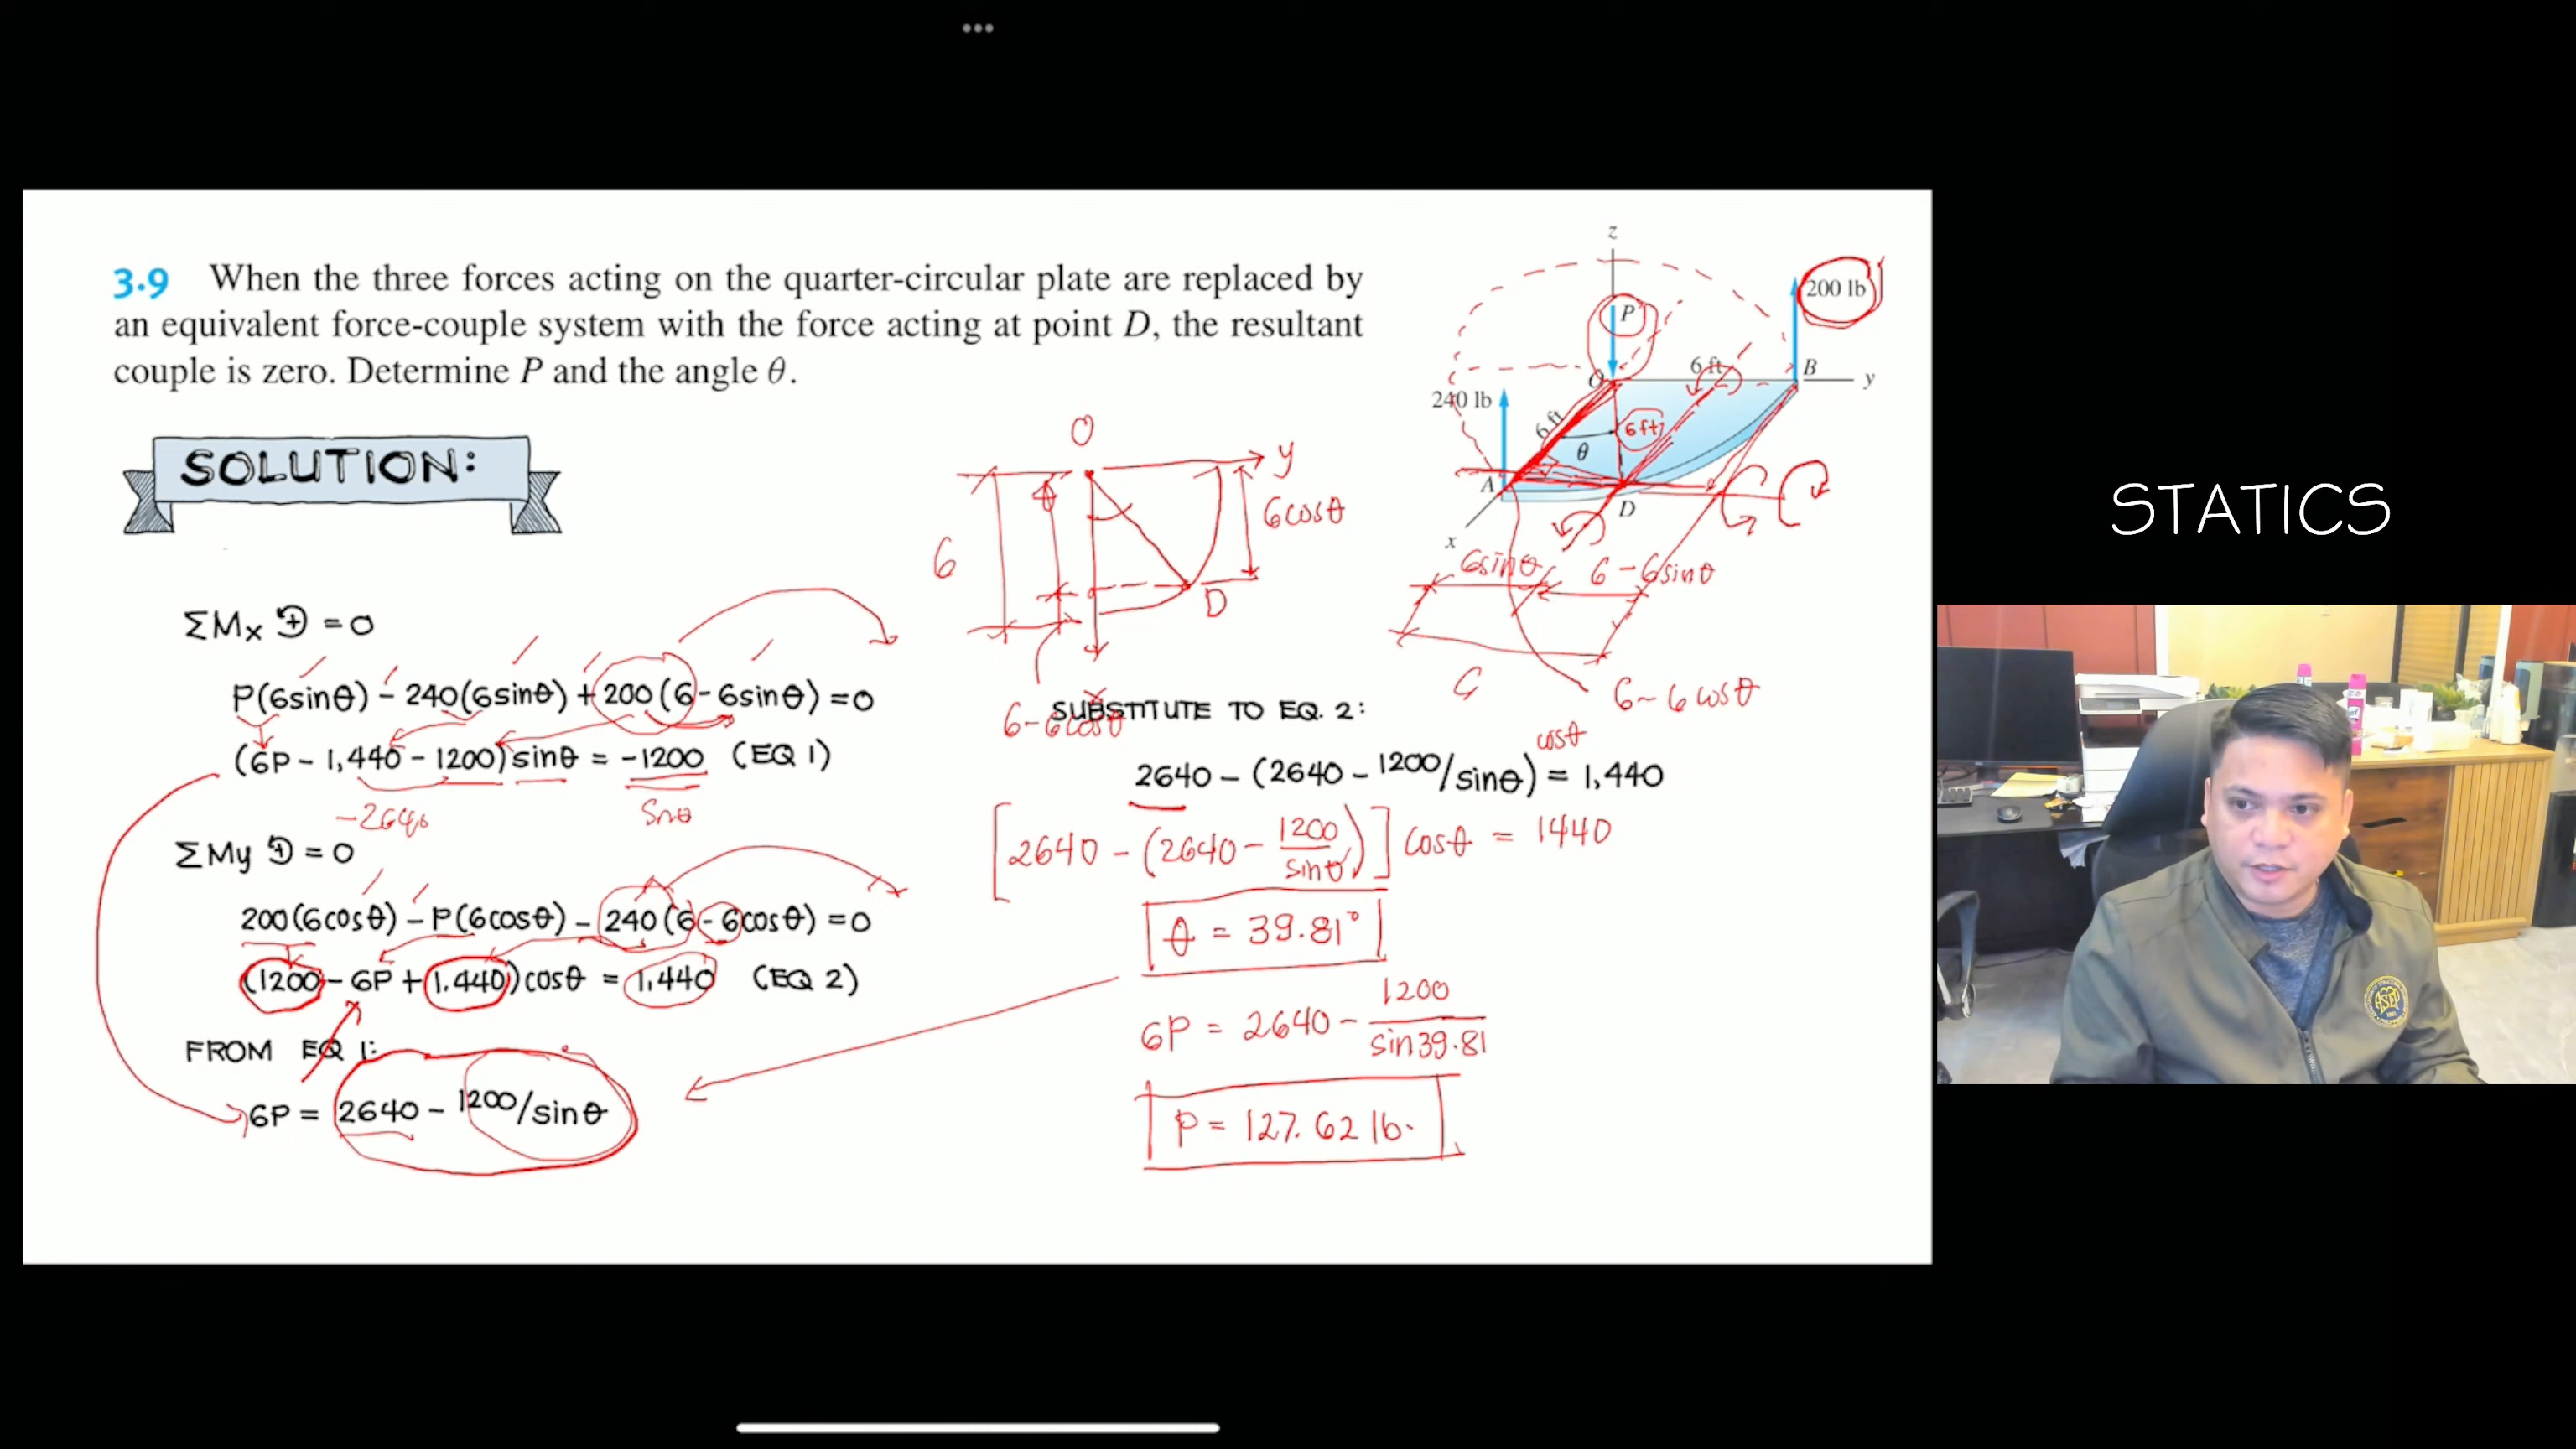 3.9 When the three forces acting on the quarter-circular plate are replaced by
an equivalent force-couple system with the force acting at point D, the resultant
couple is zero. Determine P and the angle θ.
SOLUTION:
ΣMx + = 0
P(6sinθ) - 240(6sinθ) + 200(6-6sinθ) = 0
(6P - 1,440 - 1200)sinθ = -1200 (EQ 1)
-2640
sinθ
ΣMy + = 0
200(6cosθ) - P(6cosθ) - 240(6-6cosθ) = 0
(1200 - 6P + 1.440)cosθ = 1,440 (EQ 2)
FROM EQ 1:
6P = 2640 - 1200/sinθ
O
y
θ
6
6cosθ
D
6-6cosθ
z
P
200 lb
O
6 ft
B
y
240 lb
6 ft
6 ft
θ
A
D
x
6sinθ
6-6sinθ
6
6-6cosθ
SUBSTITUTE TO EQ. 2:
cosθ
2640 - (2640 - 1200/sinθ) = 1,440
[2640 - (2640 - 1200/sinθ)] cosθ = 1440
θ = 39.81°
6P = 2640 - 1200/sin39.81
P = 127.62 lb.
STATICS
ASEP